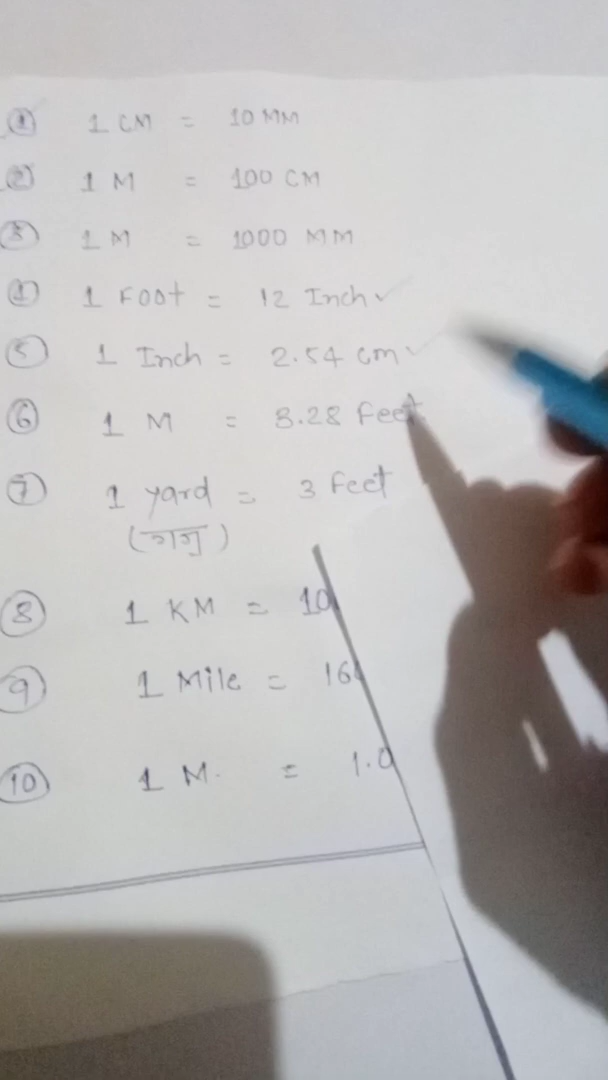 ① 1 CM = 10 MM
② 1 M = 100 CM
③ 1 M = 1000 MM
④ 1 Foot = 12 Inch ✓
⑤ 1 Inch = 2.54 cm ✓
⑥ 1 M = 3.28 feet
⑦ 1 yard = 3 feet
(गज)
⑧ 1 KM = 10
⑨ 1 Mile = 16
⑩ 1 M. = 1.0